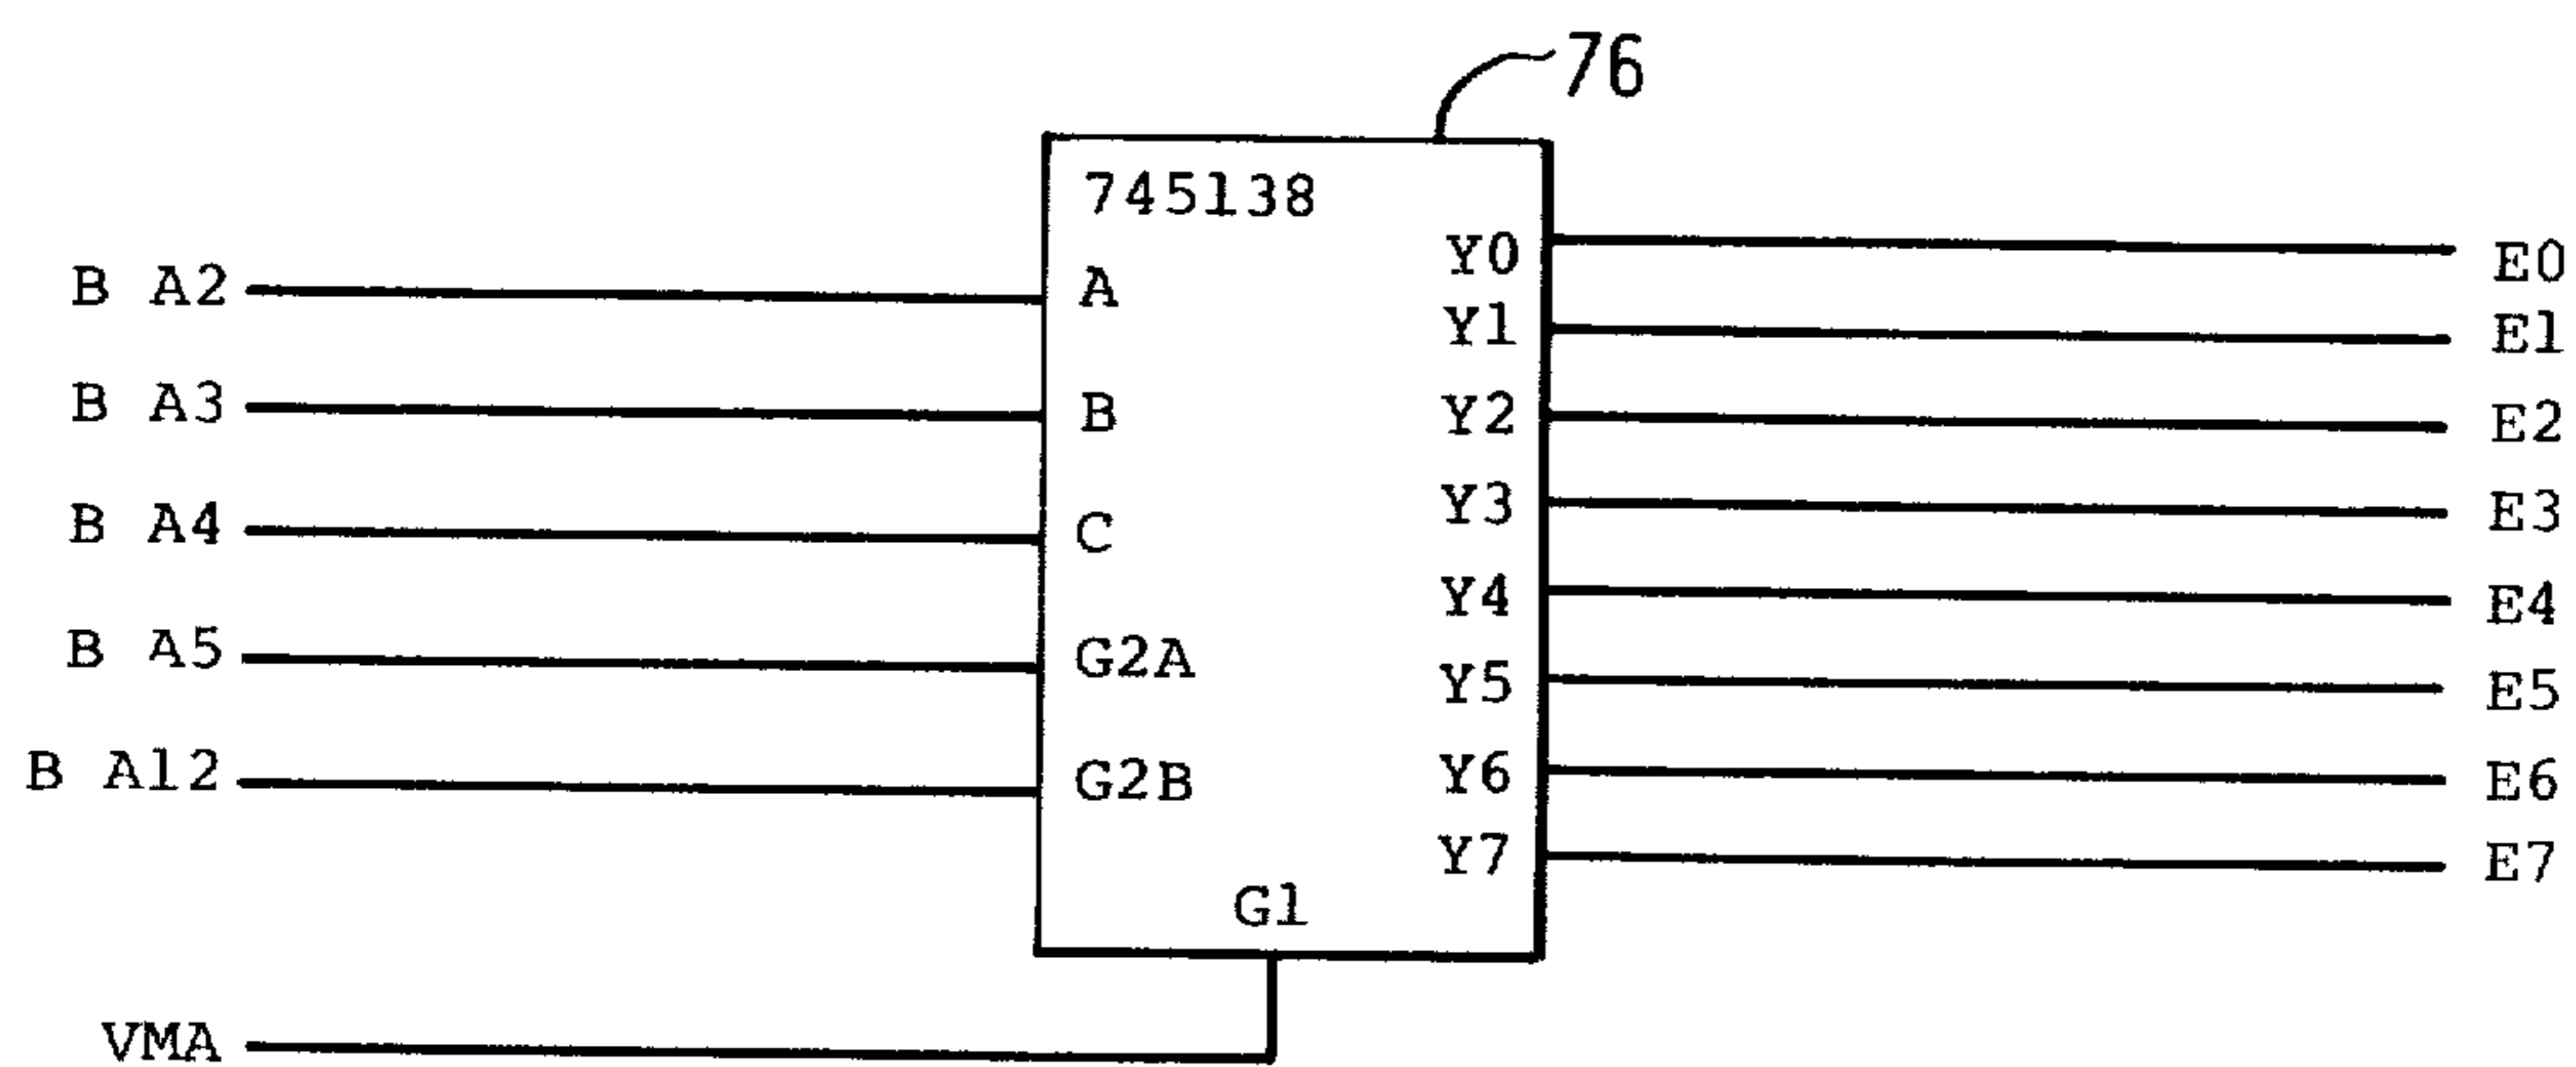 76
745138
B A2 A Y0 E0
Y1 E1
B A3 B Y2 E2
B A4 C Y3 E3
Y4 E4
B A5 G2A Y5 E5
B A12 G2B Y6 E6
Y7 E7
G1
VMA